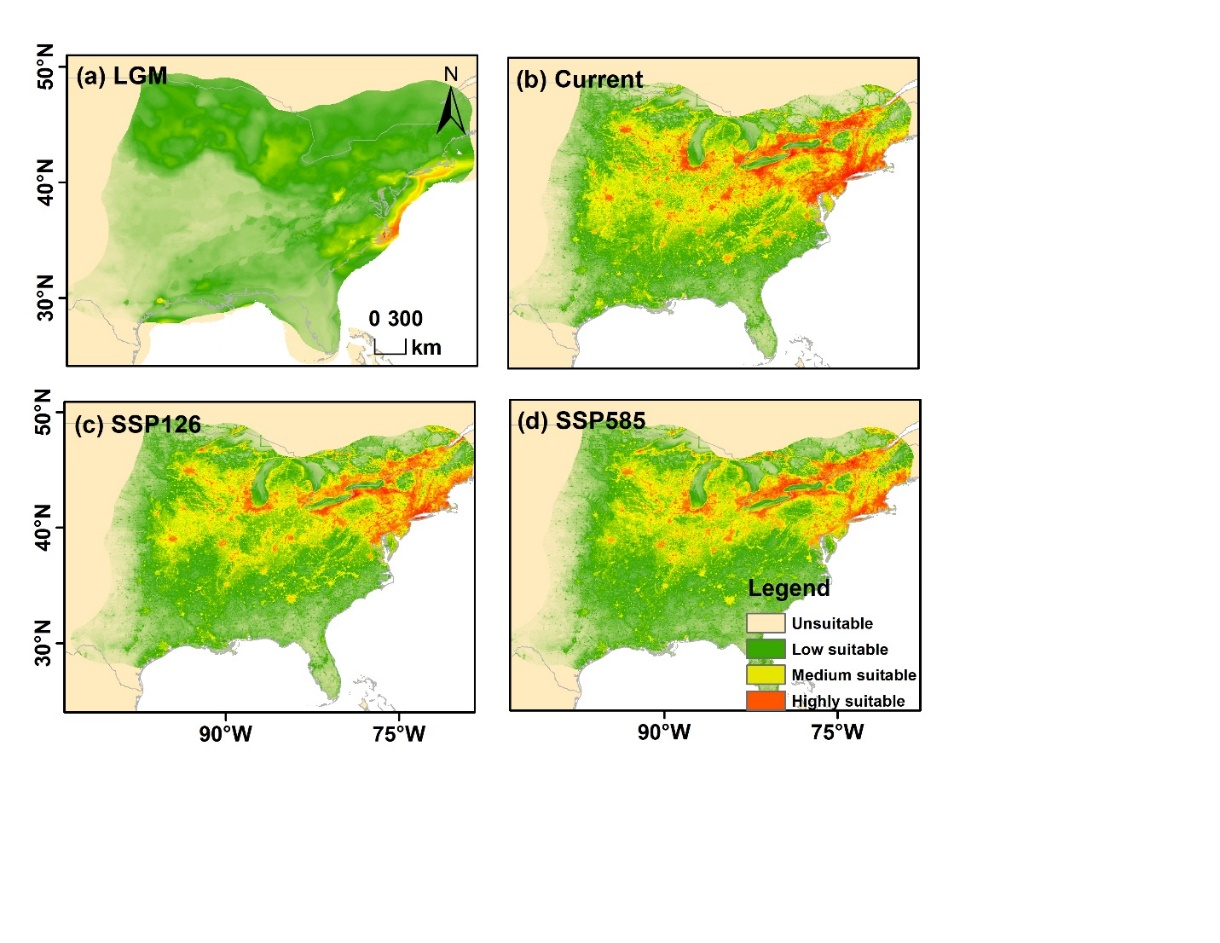 (a) LGM
N
50°N
40°N
30°N
0 300
km
(b) Current
(c) SSP126
50°N
40°N
30°N
90°W
75°W
(d) SSP585
Legend
Unsuitable
Low suitable
Medium suitable
Highly suitable
90°W
75°W